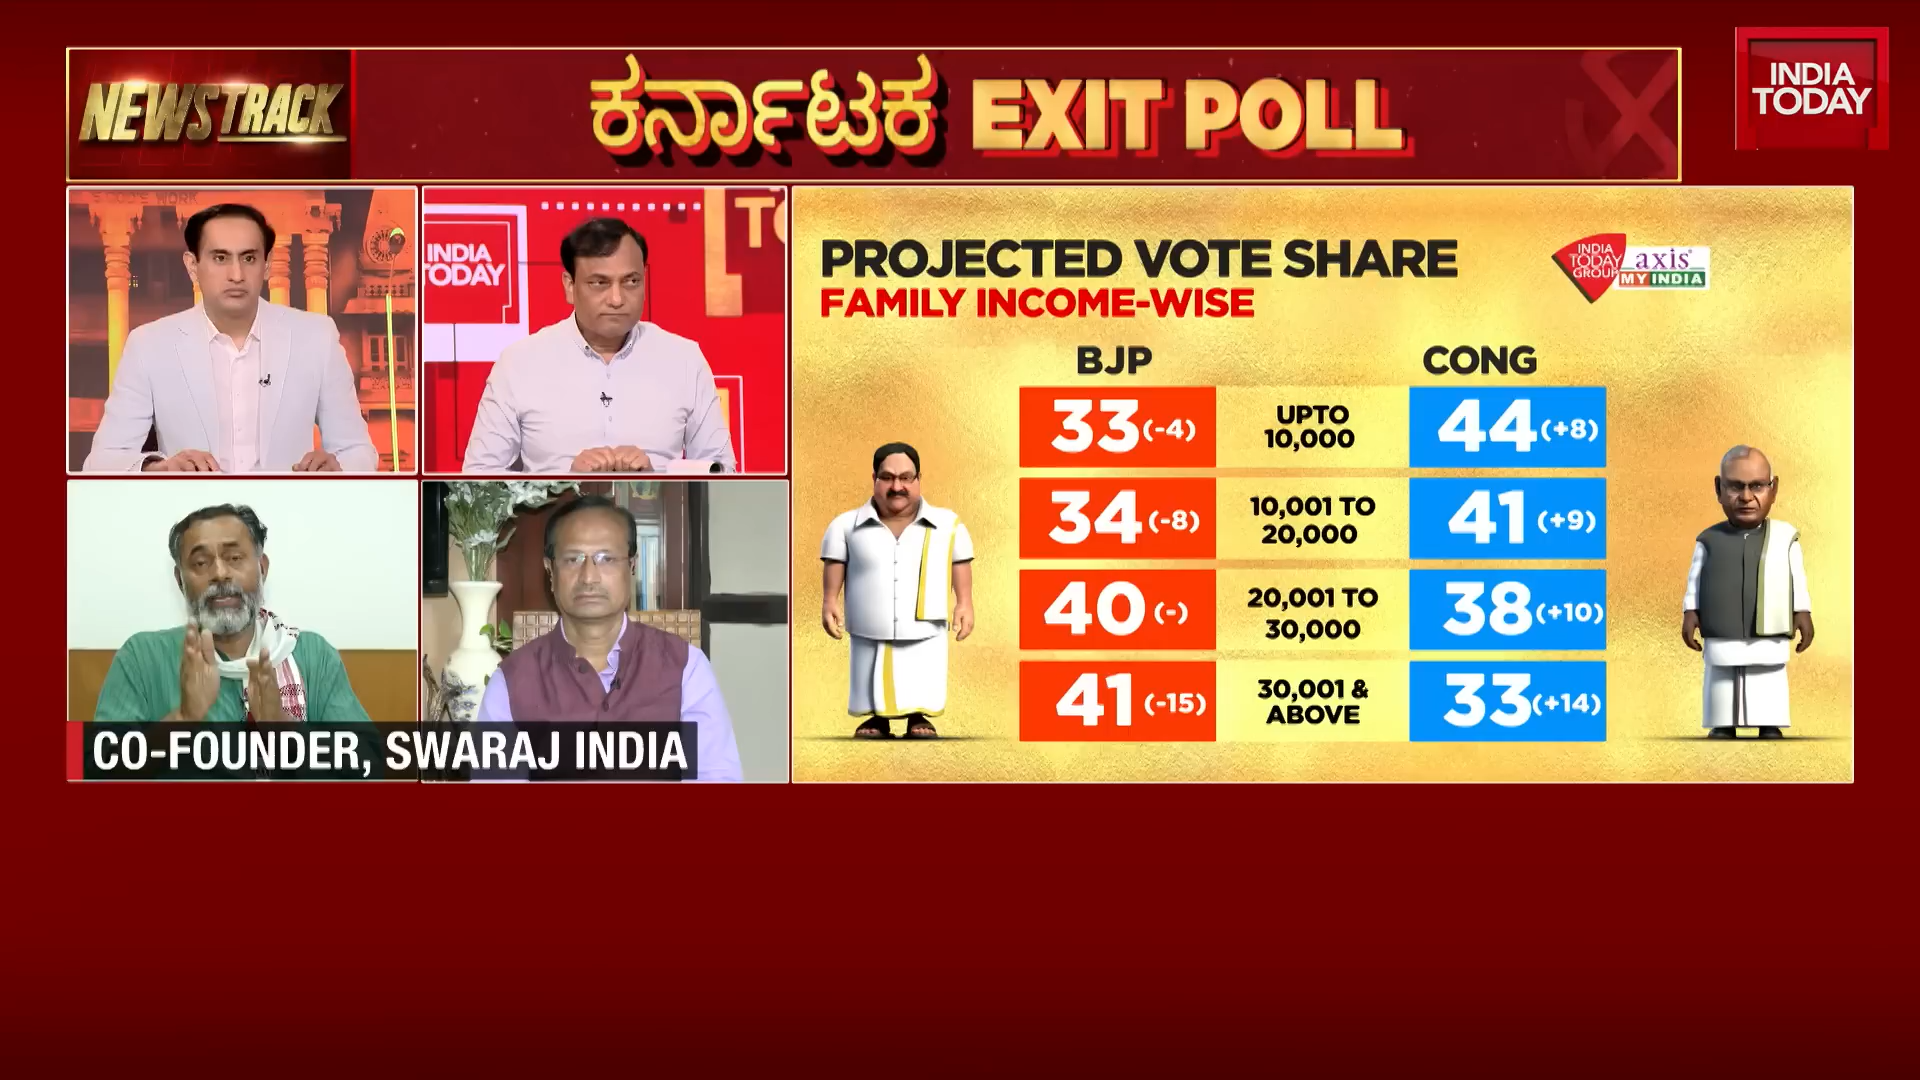 NEWSTRACK
ಕರ್ನಾಟಕ EXIT POLL
INDIA
TODAY
INDIA
TODAY
PROJECTED VOTE SHARE
FAMILY INCOME-WISE
INDIA
TODAY
GROUP
axis
MY INDIA
BJP
CONG
33(-4)
UPTO
10,000
44(+8)
34(-8)
10,001 TO
20,000
41(+9)
40(-)
20,001 TO
30,000
38(+10)
41(-15)
30,001 &
ABOVE
33(+14)
CO-FOUNDER, SWARAJ INDIA